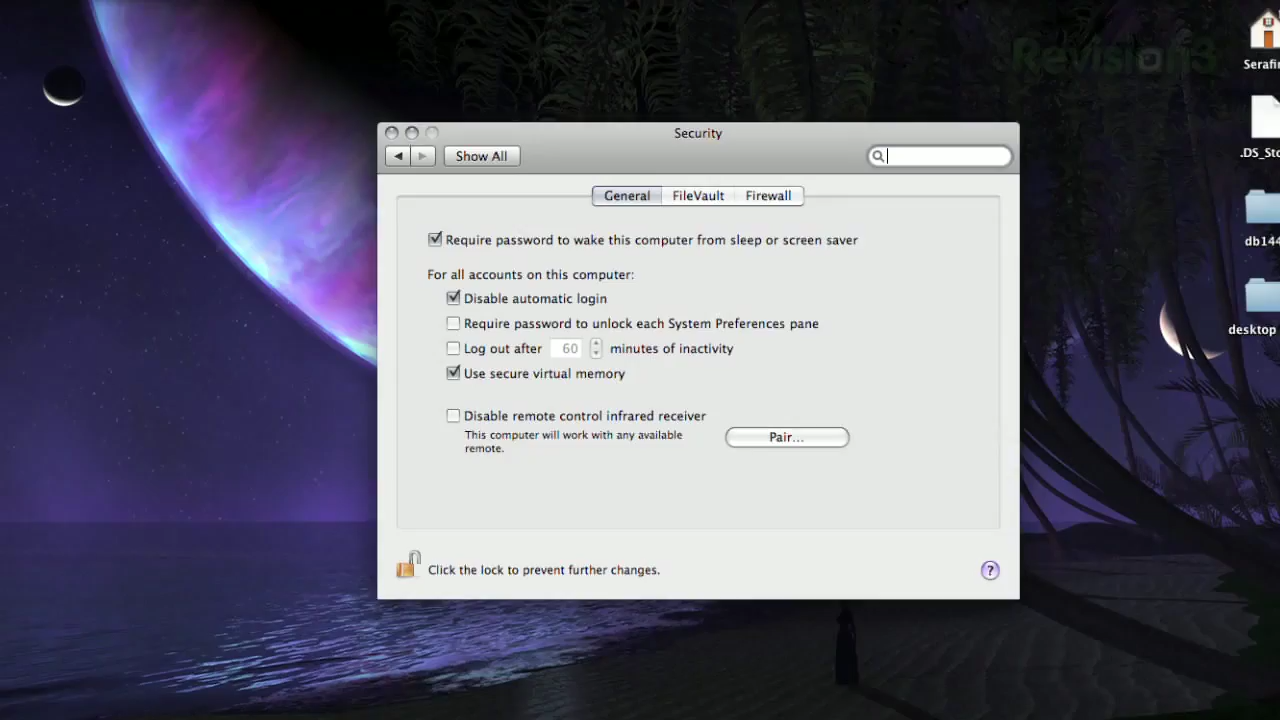 Revision3
Serafi
Security
Show All
.DS_Sto
General FileVault Firewall
db144
Require password to wake this computer from sleep or screen saver
For all accounts on this computer:
Disable automatic login
Require password to unlock each System Preferences pane
desktop
Log out after 60 minutes of inactivity
Use secure virtual memory
Disable remote control infrared receiver
This computer will work with any available
remote.
Pair...
Click the lock to prevent further changes.
?